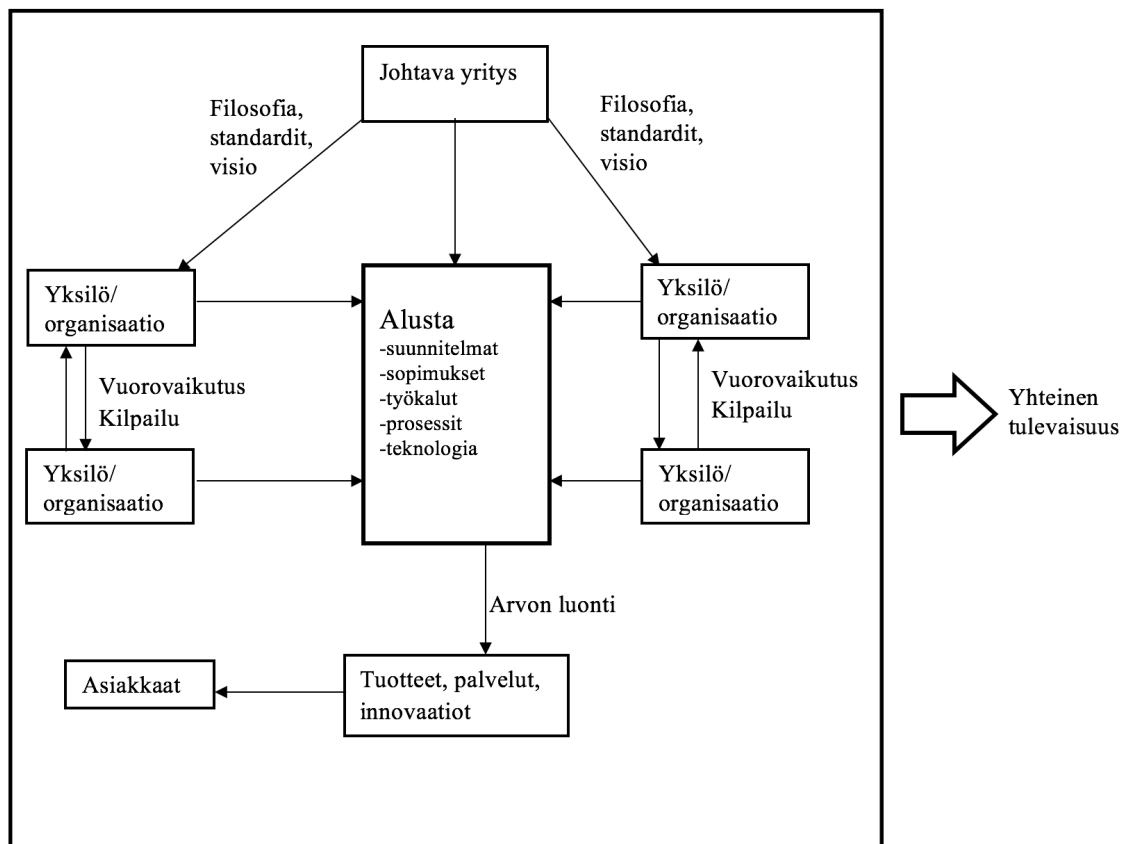 Johtava yritys
Filosofia,
standardit,
visio
Filosofia,
standardit,
visio
Yksilö/
organisaatio
Yksilö/
organisaatio
Alusta
-suunnitelmat
-sopimukset
-työkalut
-prosessit
-teknologia
Vuorovaikutus
Kilpailu
Vuorovaikutus
Kilpailu
Yhteinen
tulevaisuus
Yksilö/
organisaatio
Yksilö/
organisaatio
Arvon luonti
Asiakkaat
Tuotteet, palvelut,
innovaatiot